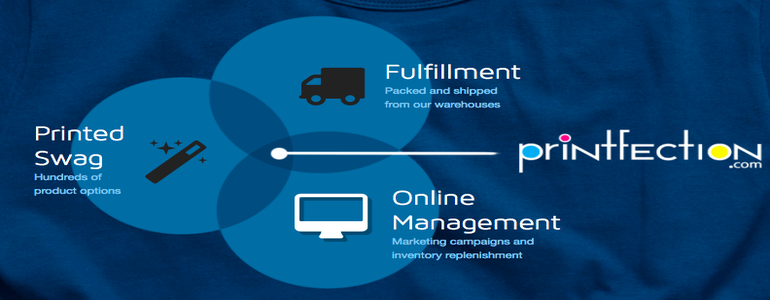 Fulfillment
Packed and shipped
from our warehouses
Printed
Swag
Hundreds of
product options
printfection
.com
Online
Management
Marketing campaigns and
inventory replenishment